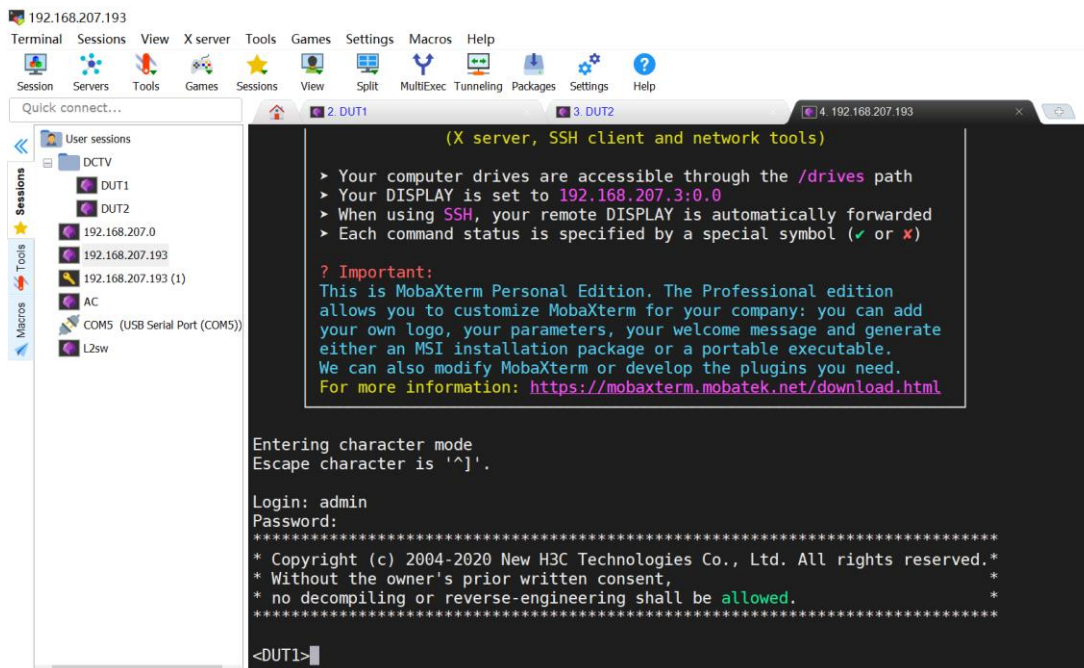 192.168.207.193
Terminal Sessions View X server Tools Games Settings Macros Help
Session Servers Tools Games Sessions View Split MultiExec Tunneling Packages Settings Help
Quick connect...
2. DUT1
3. DUT2
4. 192.168.207.193
Sessions
Tools
Macros
User sessions
DCTV
DUT1
DUT2
192.168.207.0
192.168.207.193
192.168.207.193 (1)
AC
COM5 (USB Serial Port (COM5))
L2sw
(X server, SSH client and network tools)
➤ Your computer drives are accessible through the /drives path
➤ Your DISPLAY is set to 192.168.207.3:0.0
➤ When using SSH, your remote DISPLAY is automatically forwarded
➤ Each command status is specified by a special symbol (✔ or ✘)
? Important:
This is MobaXterm Personal Edition. The Professional edition
allows you to customize MobaXterm for your company: you can add
your own logo, your parameters, your welcome message and generate
either an MSI installation package or a portable executable.
We can also modify MobaXterm or develop the plugins you need.
For more information: https://mobaxterm.mobatek.net/download.html
Entering character mode
Escape character is '^]'.
Login: admin
Password:
******************************************************************************
* Copyright (c) 2004-2020 New H3C Technologies Co., Ltd. All rights reserved.*
* Without the owner's prior written consent, *
* no decompiling or reverse-engineering shall be allowed. *
******************************************************************************
<DUT1>